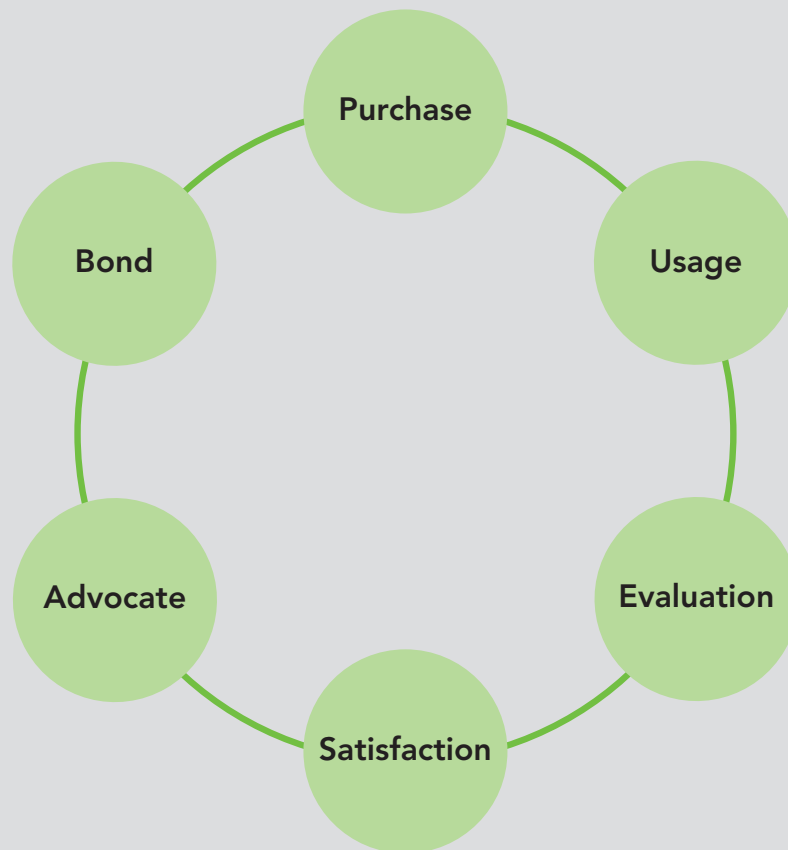 Purchase
Usage
Evaluation
Satisfaction
Advocate
Bond